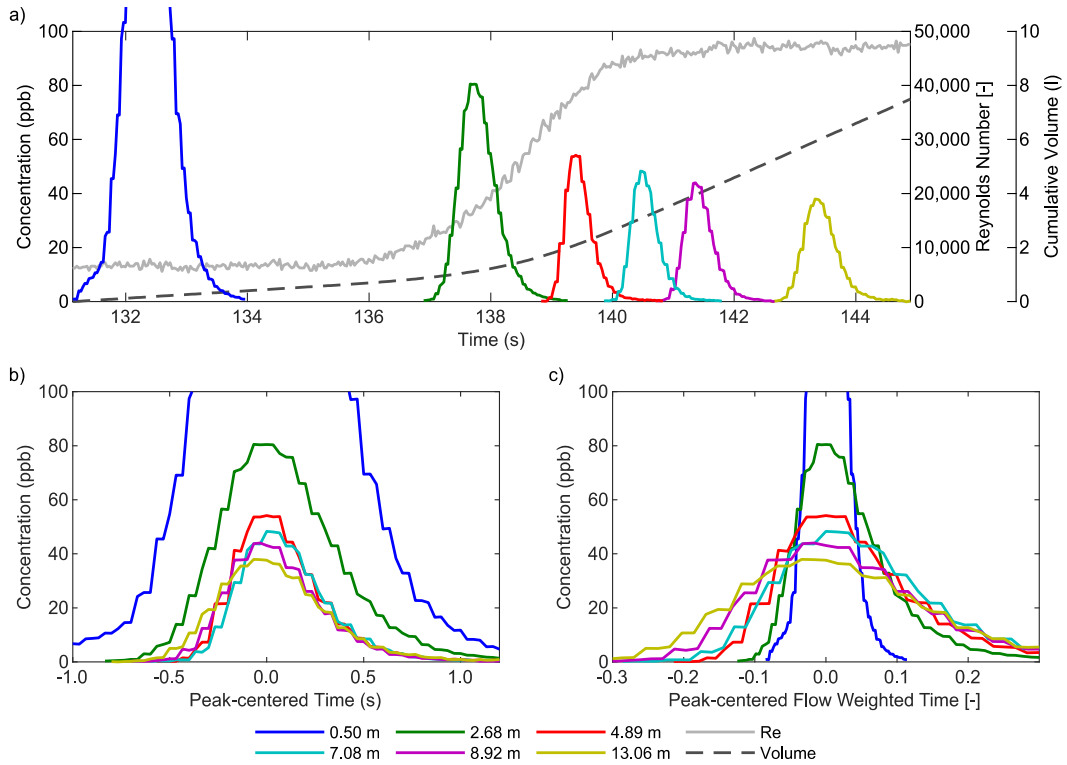 a)
100
80
60
40
20
0
Concentration (ppb)
132
134
136
138
140
142
144
Time (s)
50,000
40,000
30,000
20,000
10,000
0
Reynolds Number [-]
10
8
6
4
2
0
Cumulative Volume (l)
b)
100
80
60
40
20
0
Concentration (ppb)
-1.0
-0.5
0.0
0.5
1.0
Peak-centered Time (s)
c)
100
80
60
40
20
0
Concentration (ppb)
-0.3
-0.2
-0.1
0.0
0.1
0.2
Peak-centered Flow Weighted Time [-]
0.50 m
2.68 m
4.89 m
Re
7.08 m
8.92 m
13.06 m
Volume